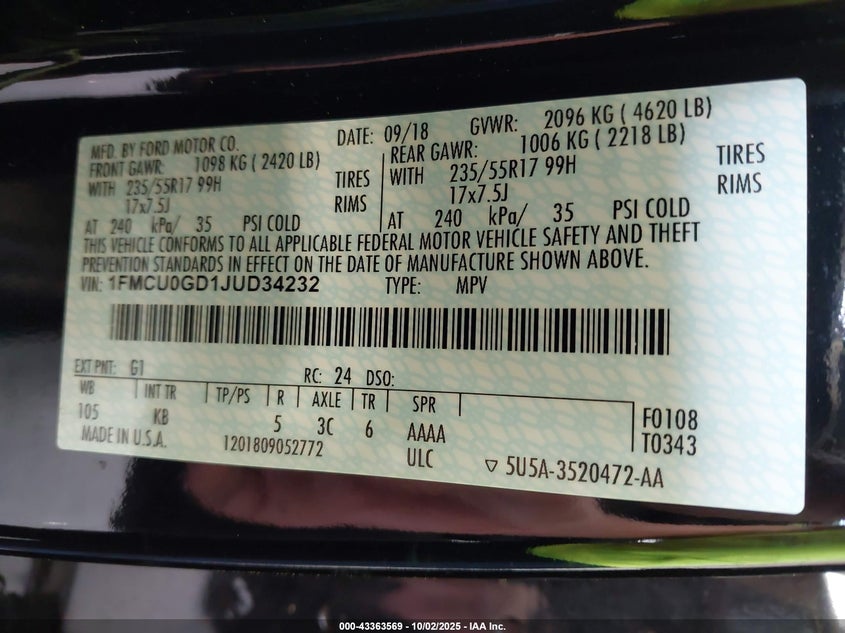 MFD. BY FORD MOTOR CO. DATE: 09/18 GVWR: 2096 KG ( 4620 LB)
FRONT GAWR: 1098 KG ( 2420 LB) REAR GAWR: 1006 KG ( 2218 LB)
WITH 235/55R17 99H TIRES WITH 235/55R17 99H TIRES
17x7.5J RIMS 17x7.5J RIMS
AT 240 kPa/ 35 PSI COLD AT 240 kPa/ 35 PSI COLD
THIS VEHICLE CONFORMS TO ALL APPLICABLE FEDERAL MOTOR VEHICLE SAFETY AND THEFT
PREVENTION STANDARDS IN EFFECT ON THE DATE OF MANUFACTURE SHOWN ABOVE.
VIN: 1FMCU0GD1JUD34232 TYPE: MPV
EXT PNT: G1 RC: 24 DSO:
WB INT TR TP/PS R AXLE TR SPR
105 KB 5 3C 6 AAAA F0108
MADE IN U.S.A. 1201809052772 ULC T0343
5U5A-3520472-AA
000-43363569 - 10/02/2025 - IAA Inc.